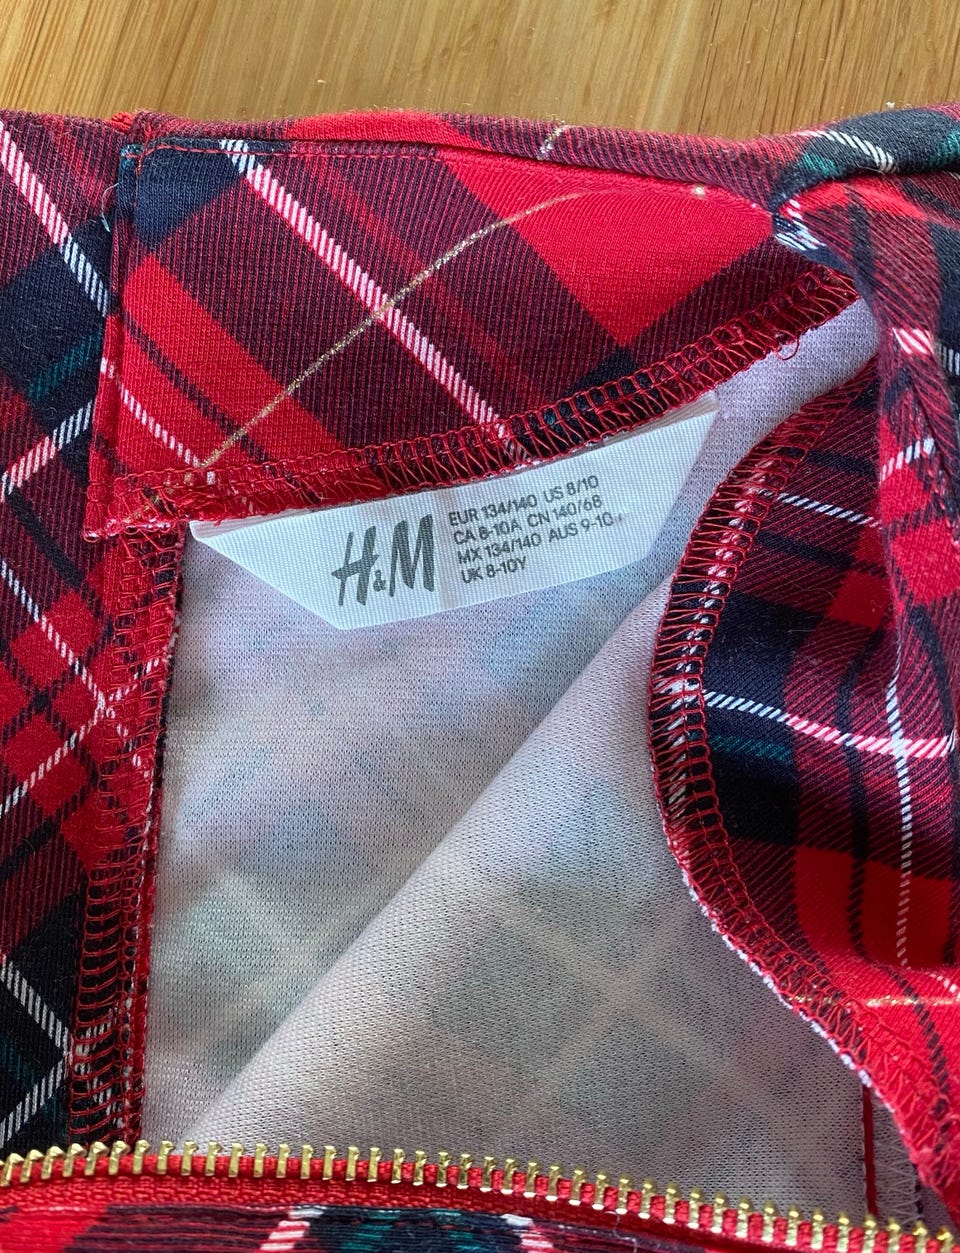 H&M
EUR 134/140 US 8/10
CA 8-10A CN 140/68
MX 134/140 AUS 9-10
UK 8-10Y